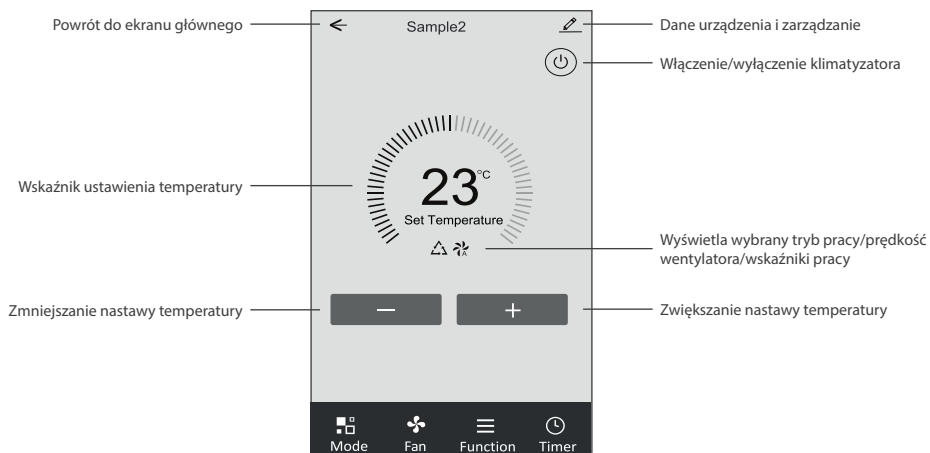 Powrót do ekranu głównego
Sample2
Dane urządzenia i zarządzanie
Włączenie/wyłączenie klimatyzatora
Wskaźnik ustawienia temperatury
23°C
Set Temperature
A
Wyświetla wybrany tryb pracy/prędkość
wentylatora/wskaźniki pracy
Zmniejszanie nastawy temperatury
−
+
Zwiększanie nastawy temperatury
Mode
Fan
Function
Timer